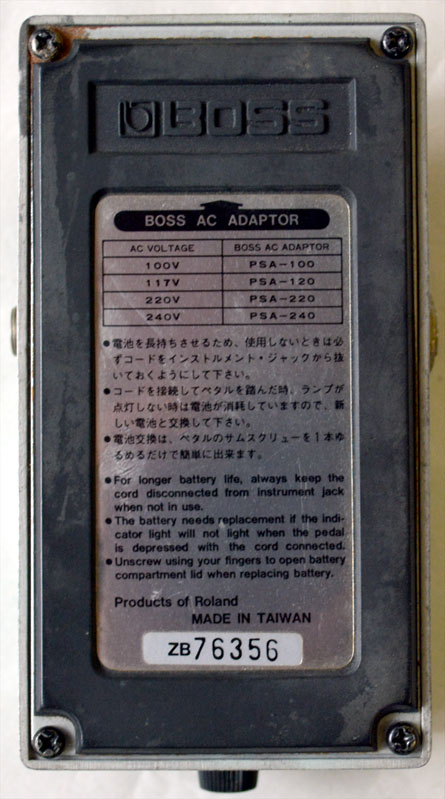 BOSS
BOSS AC ADAPTOR
AC VOLTAGE BOSS AC ADAPTOR
100V PSA-100
117V PSA-120
220V PSA-220
240V PSA-240
●電池を長持ちさせるため、使用しないときは必
ずコードをインストルメント・ジャックから抜
いておくようにして下さい。
●コードを接続してペダルを踏んだ時、ランプが
点灯しない時は電池が消耗していますので、新
しい電池と交換して下さい。
●電池交換は、ペダルのサムスクリューを1本ゆ
るめるだけで簡単に出来ます。
●For longer battery life, always keep the
cord disconnected from instrument jack
when not in use.
●The battery needs replacement if the indi-
cator light will not light when the pedal
is depressed with the cord connected.
●Unscrew using your fingers to open battery
compartment lid when replacing battery.
Products of Roland
MADE IN TAIWAN
ZB76356